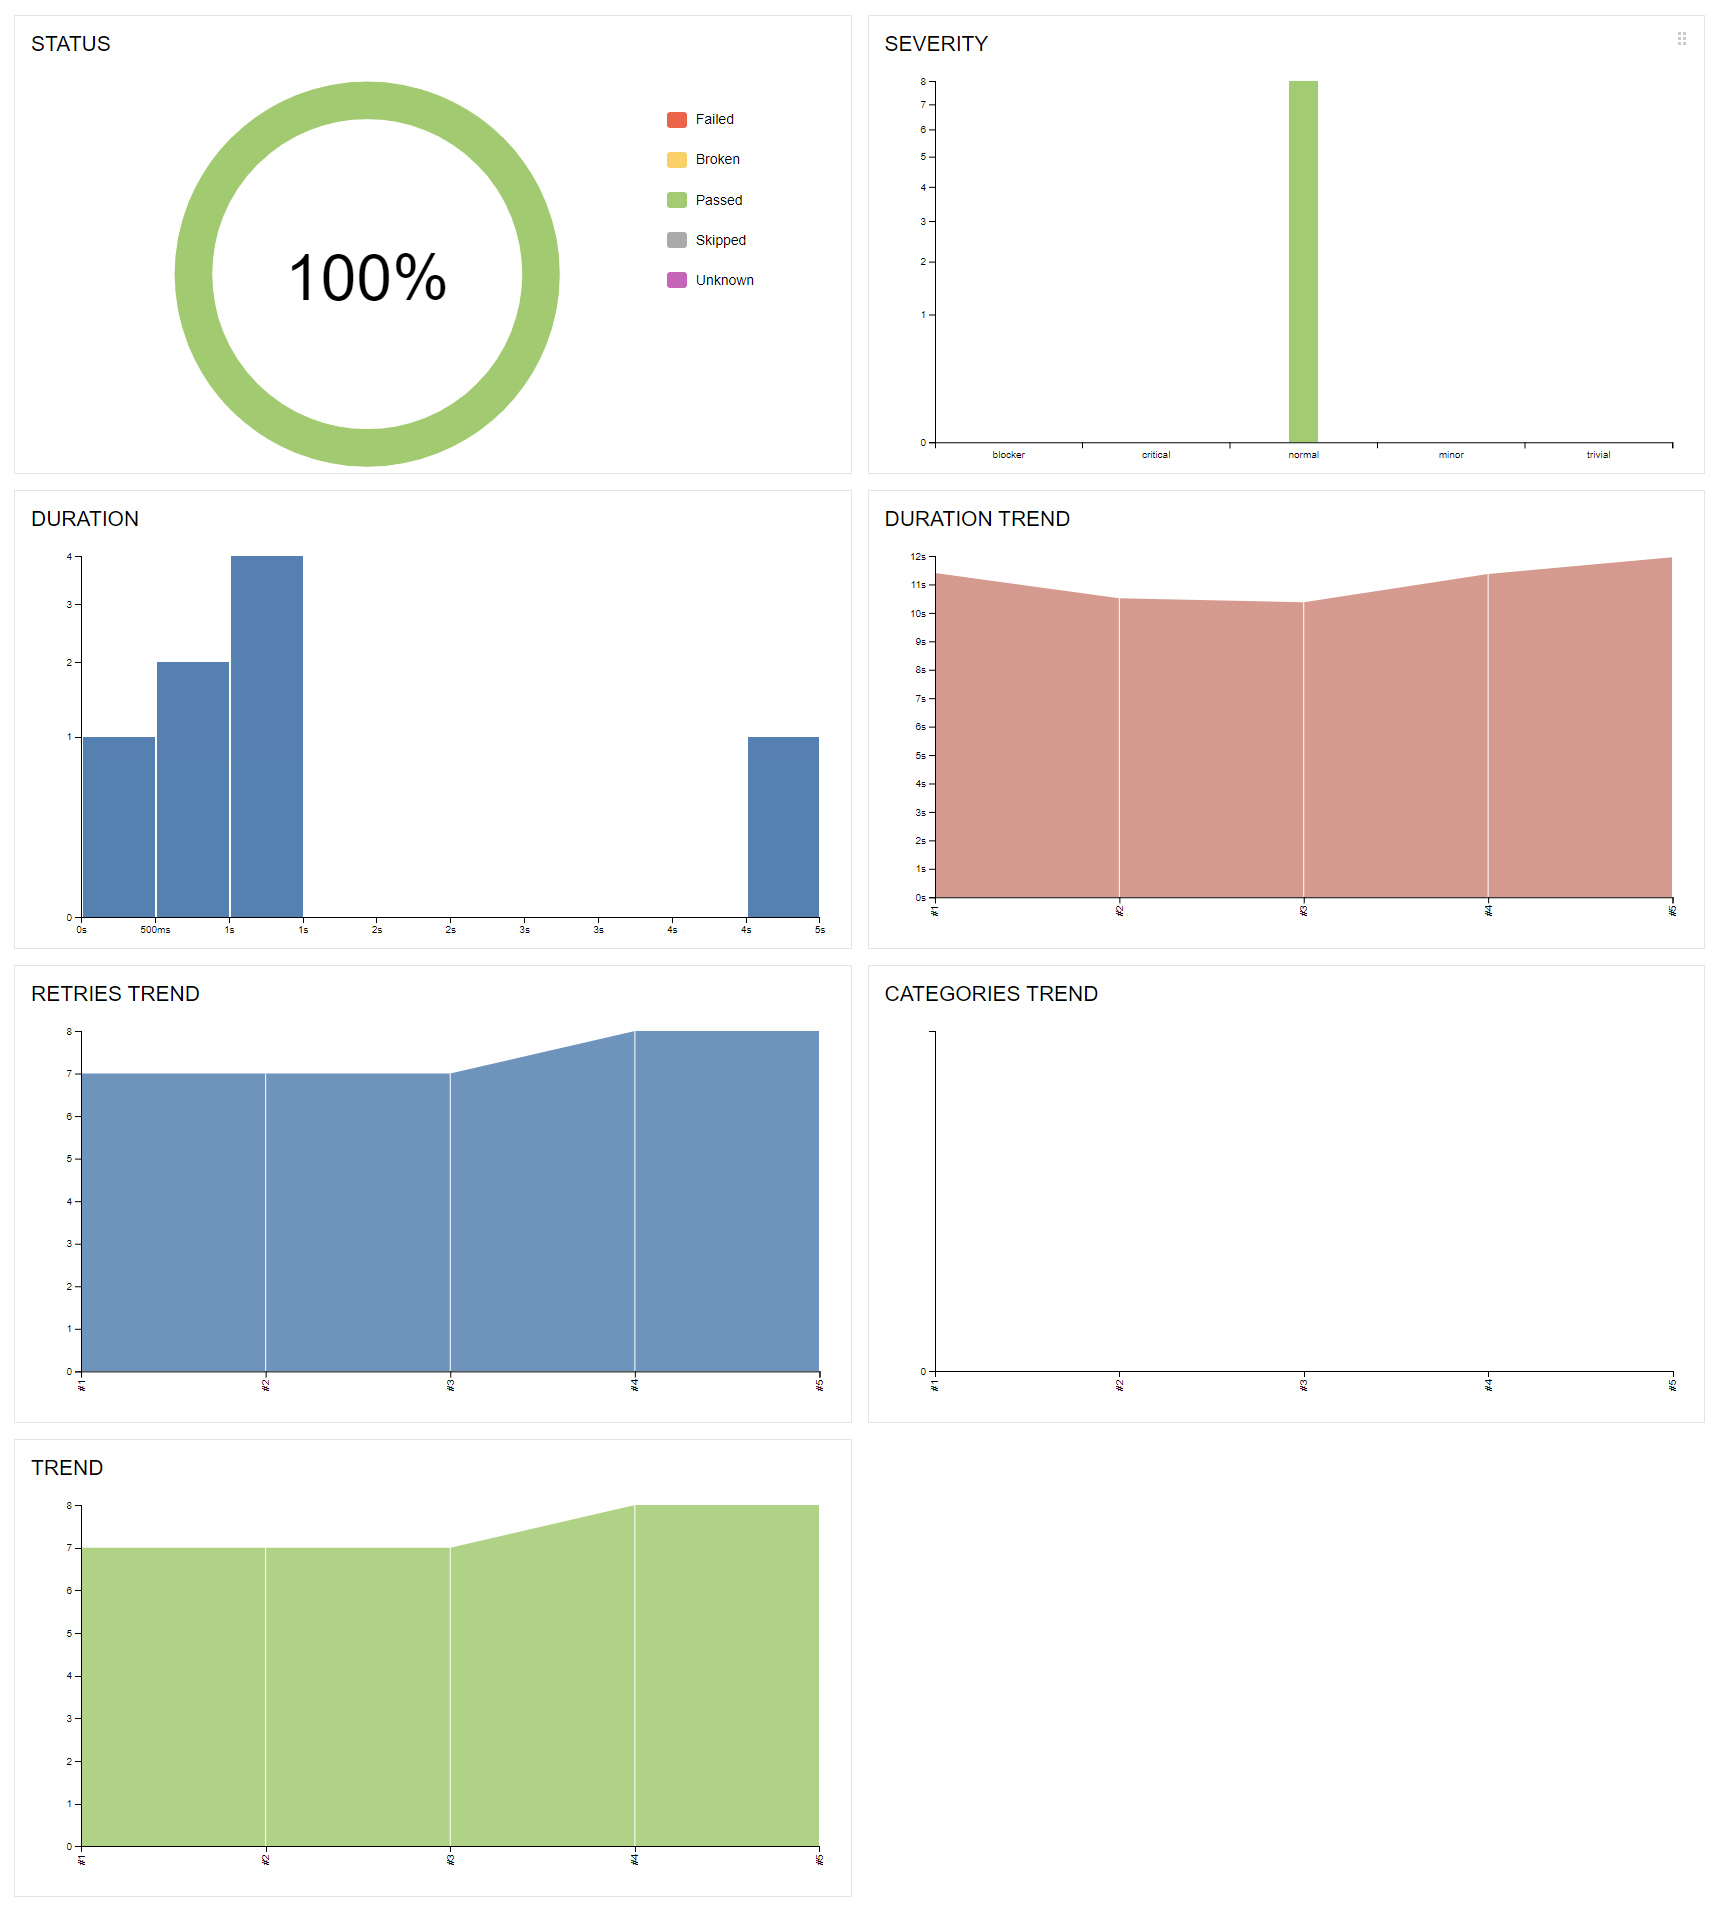 STATUS
100%
Failed
Broken
Passed
Skipped
Unknown
SEVERITY
8
7
6
5
4
3
2
1
0
blocker critical normal minor trivial
DURATION
4
3
2
1
0
0s 500ms 1s 1s 2s 2s 3s 3s 4s 4s 5s
DURATION TREND
12s
11s
10s
9s
8s
7s
6s
5s
4s
3s
2s
1s
0s
#1 #2 #3 #4 #5
RETRIES TREND
8
7
6
5
4
3
2
1
0
#1 #2 #3 #4 #5
CATEGORIES TREND
0
#1 #2 #3 #4 #5
TREND
8
7
6
5
4
3
2
1
0
#1 #2 #3 #4 #5